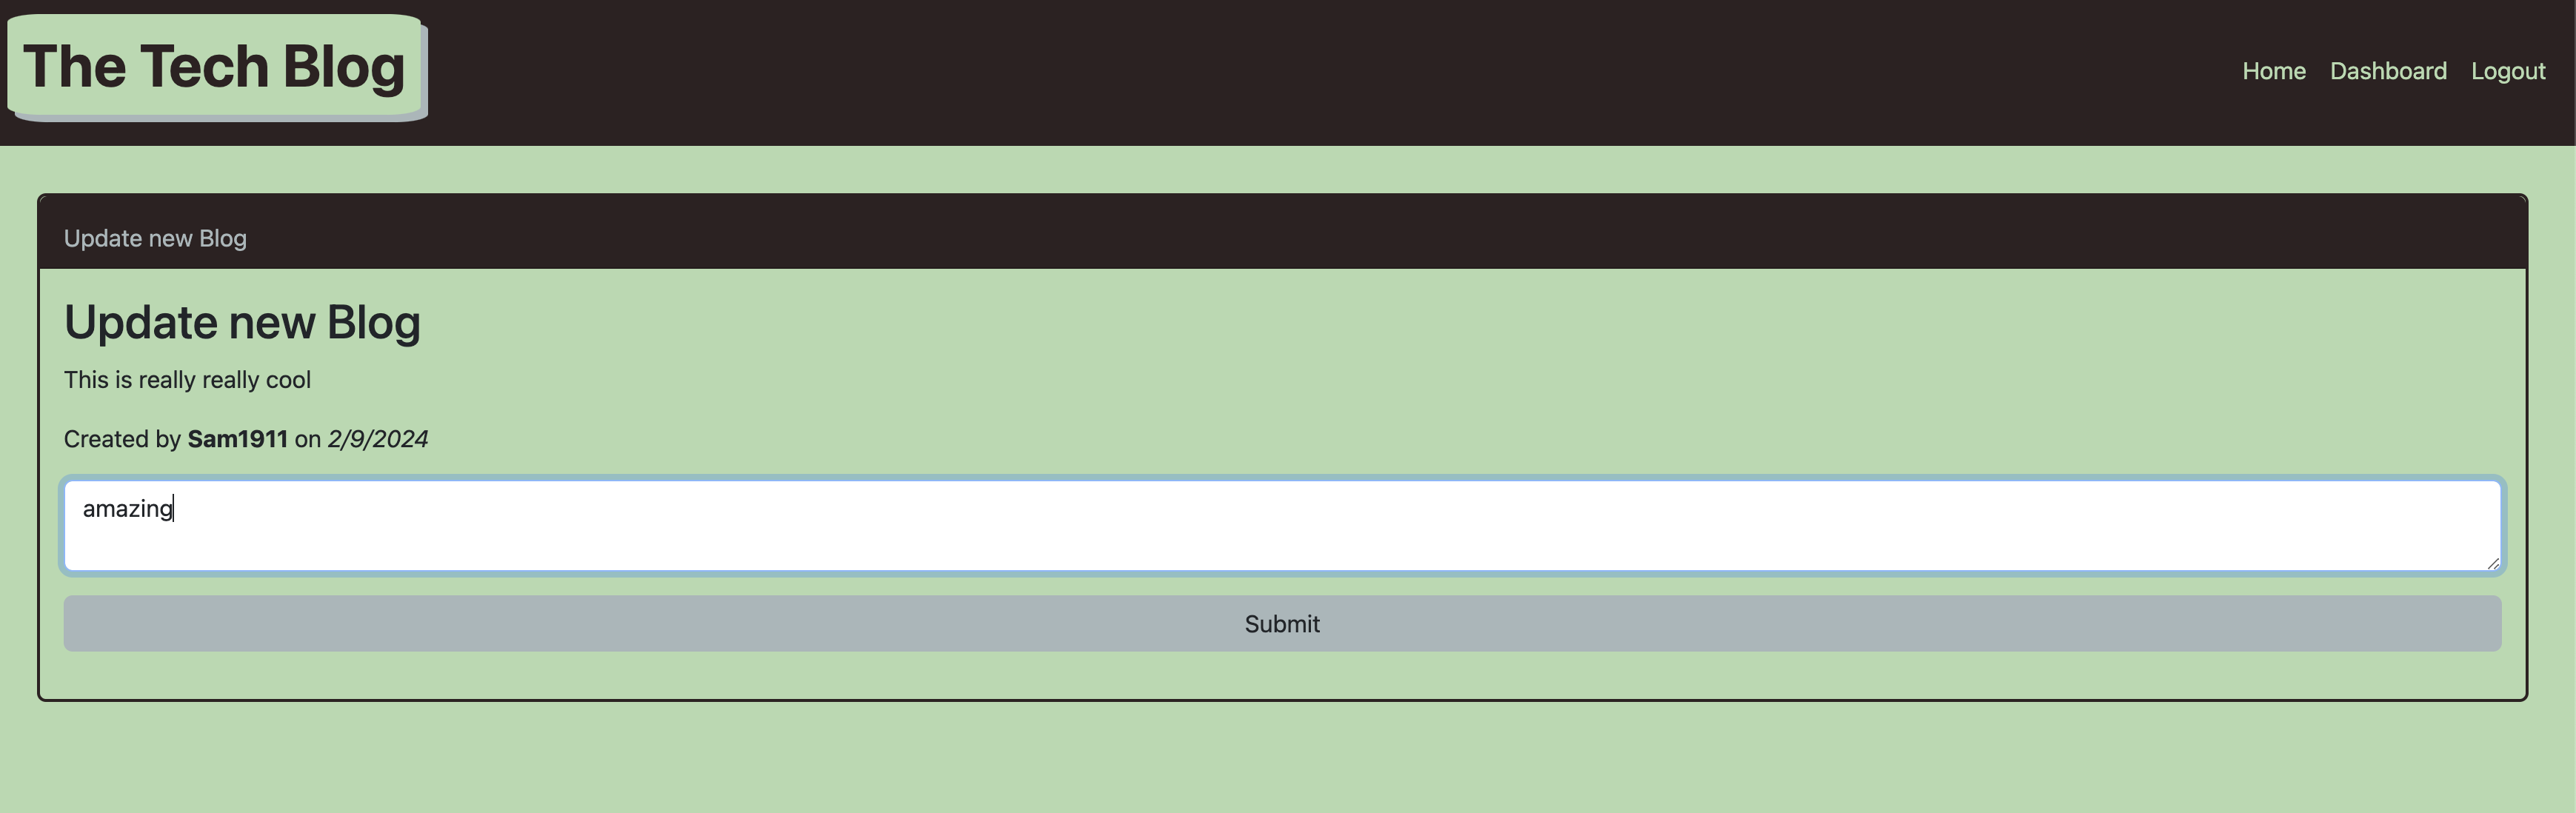 The Tech Blog
Home Dashboard Logout
Update new Blog
Update new Blog
This is really really cool
Created by Sam1911 on 2/9/2024
amazing
Submit